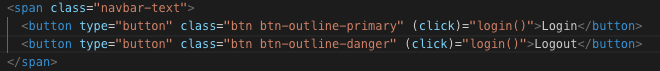 <span class="navbar-text">
<button type="button" class="btn btn-outline-primary" (click)="login()">Login</button>
<button type="button" class="btn btn-outline-danger" (click)="login()">Logout</button>
</span>